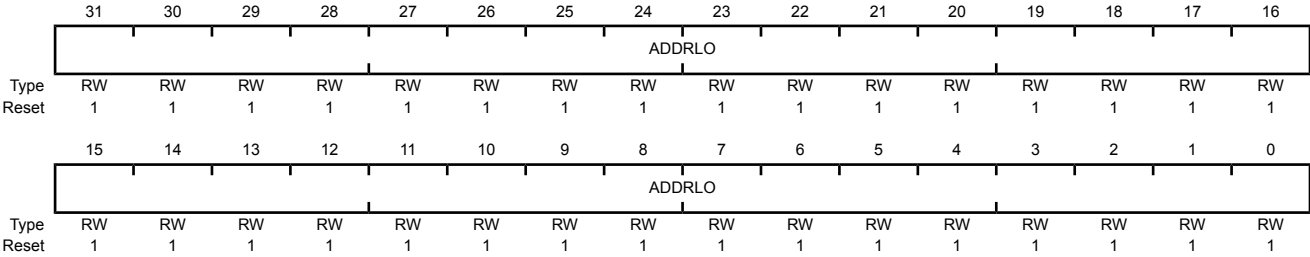 31 30 29 28 27 26 25 24 23 22 21 20 19 18 17 16
ADDRLO
Type RW RW RW RW RW RW RW RW RW RW RW RW RW RW RW RW
Reset 1 1 1 1 1 1 1 1 1 1 1 1 1 1 1 1
15 14 13 12 11 10 9 8 7 6 5 4 3 2 1 0
ADDRLO
Type RW RW RW RW RW RW RW RW RW RW RW RW RW RW RW RW
Reset 1 1 1 1 1 1 1 1 1 1 1 1 1 1 1 1